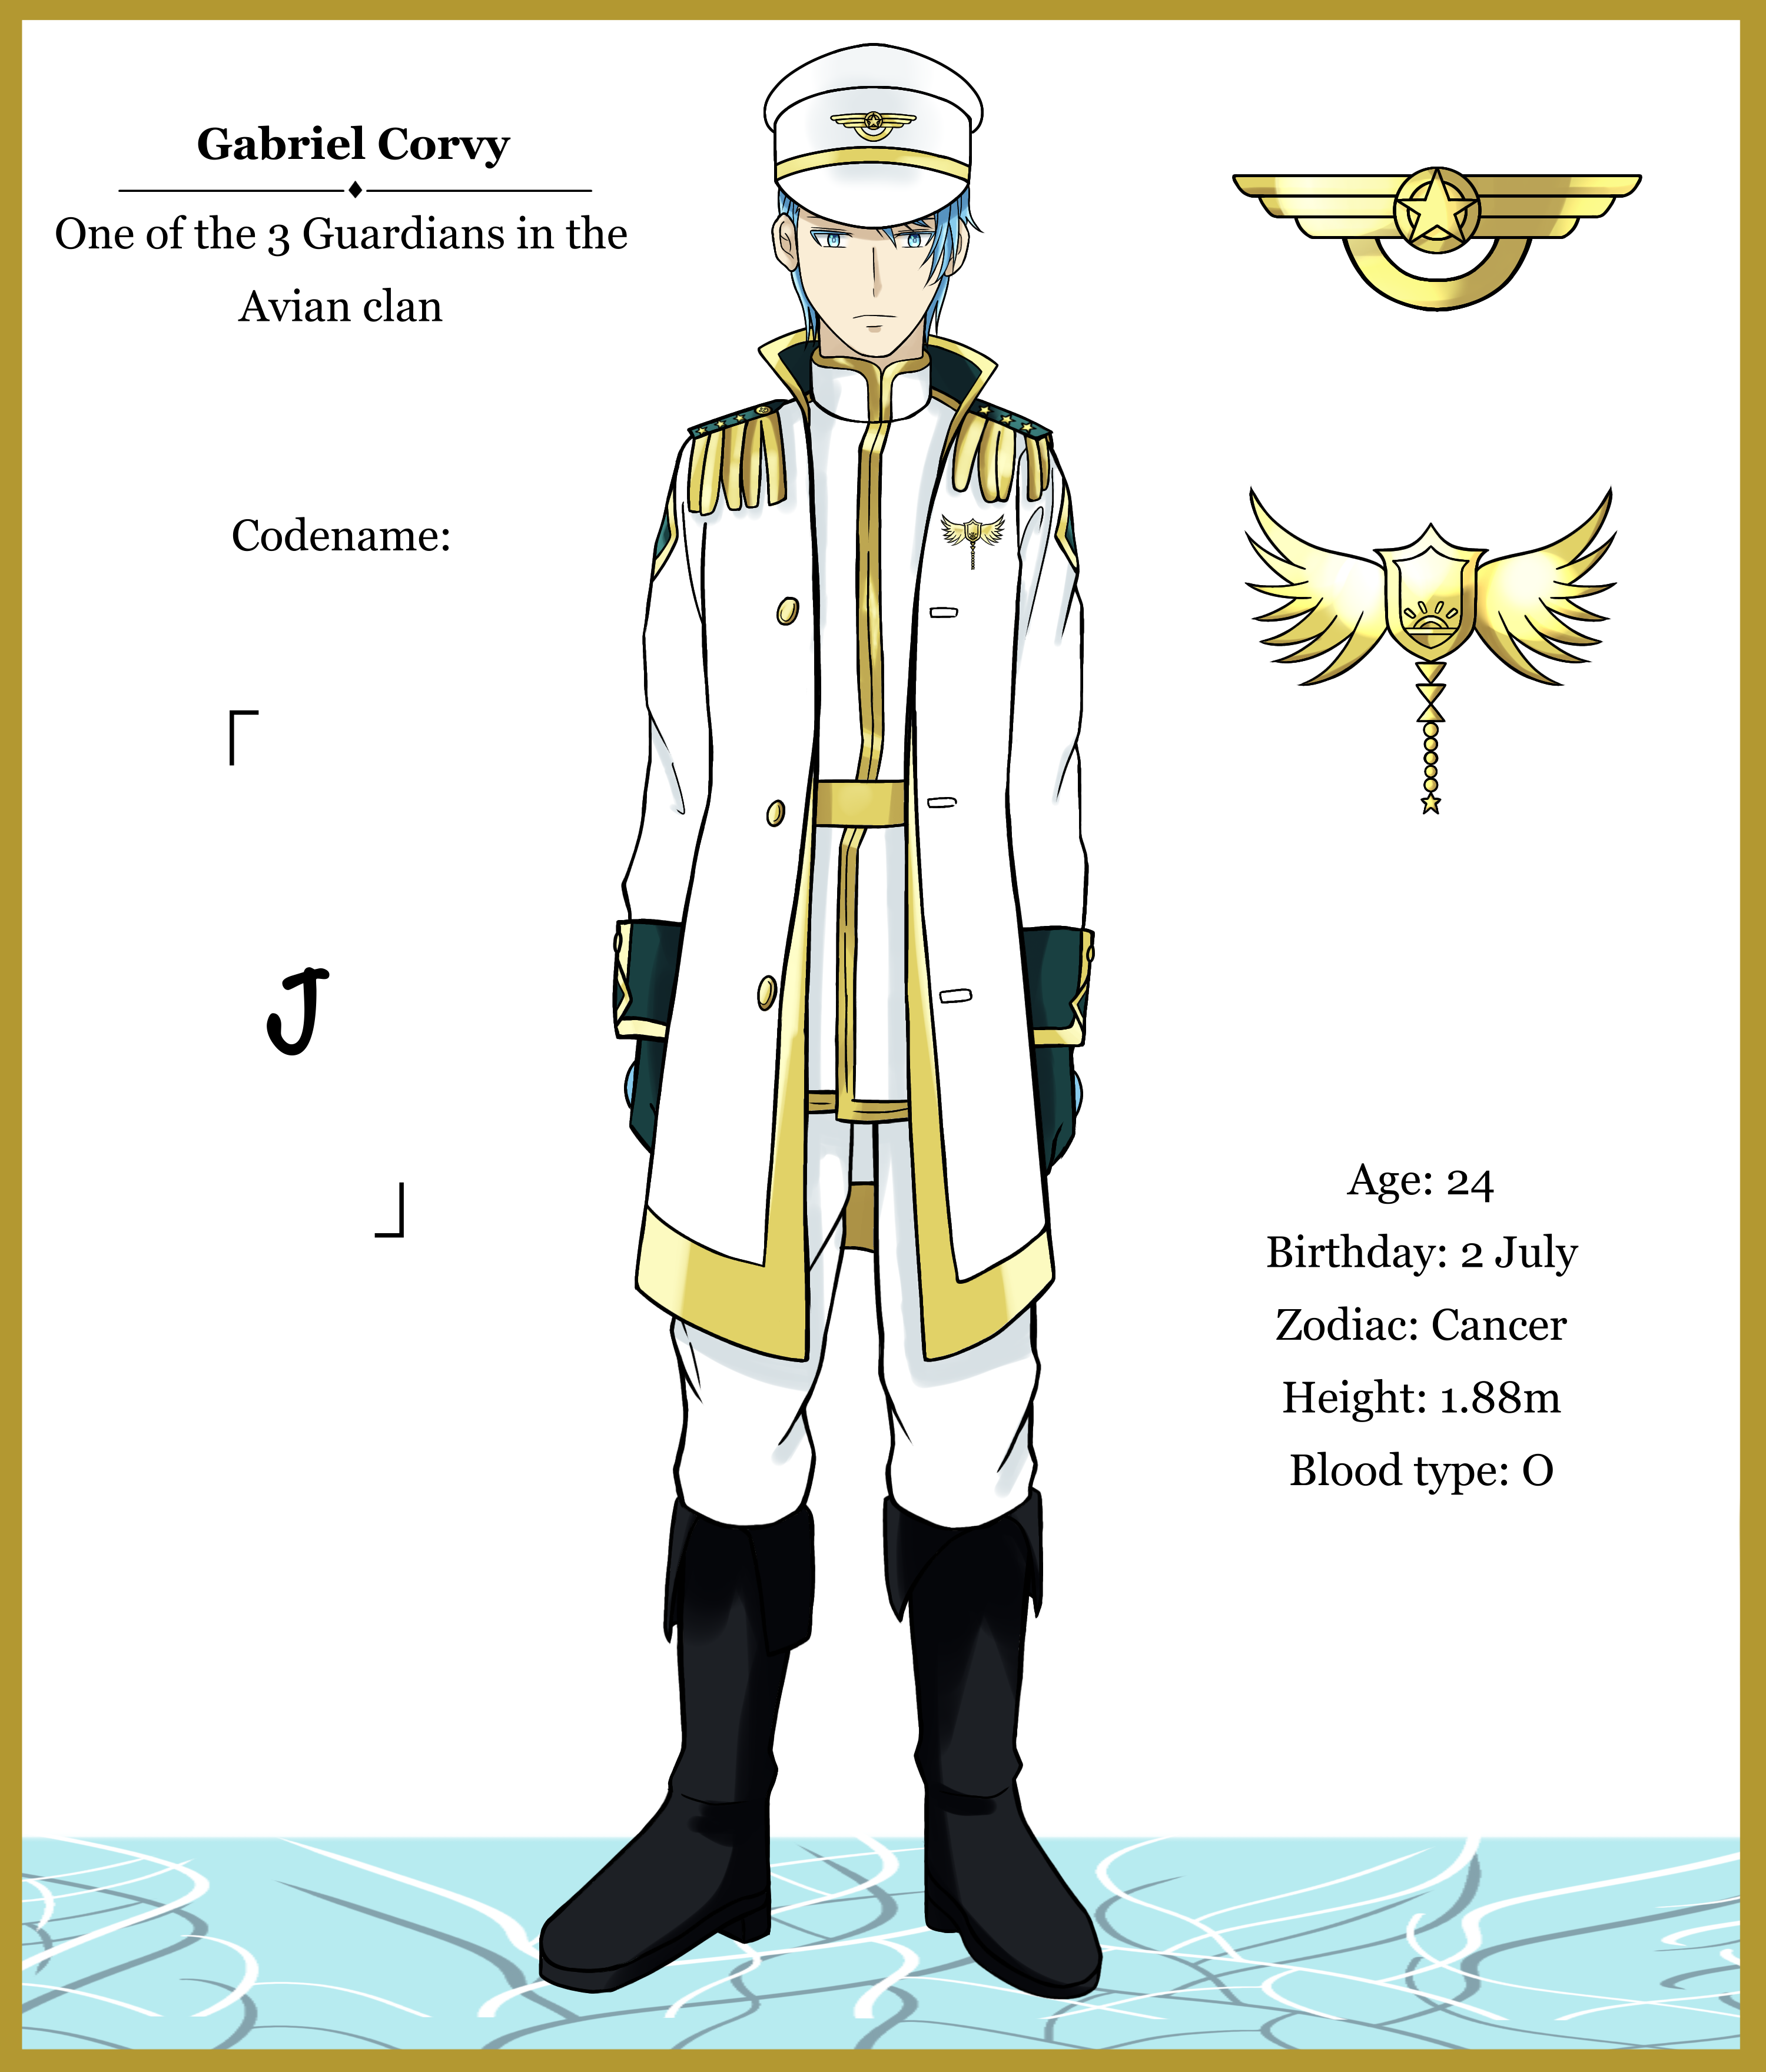 Gabriel Corvy
One of the 3 Guardians in the
Avian clan
Codename:
「
J
」
Age: 24
Birthday: 2 July
Zodiac: Cancer
Height: 1.88m
Blood type: O